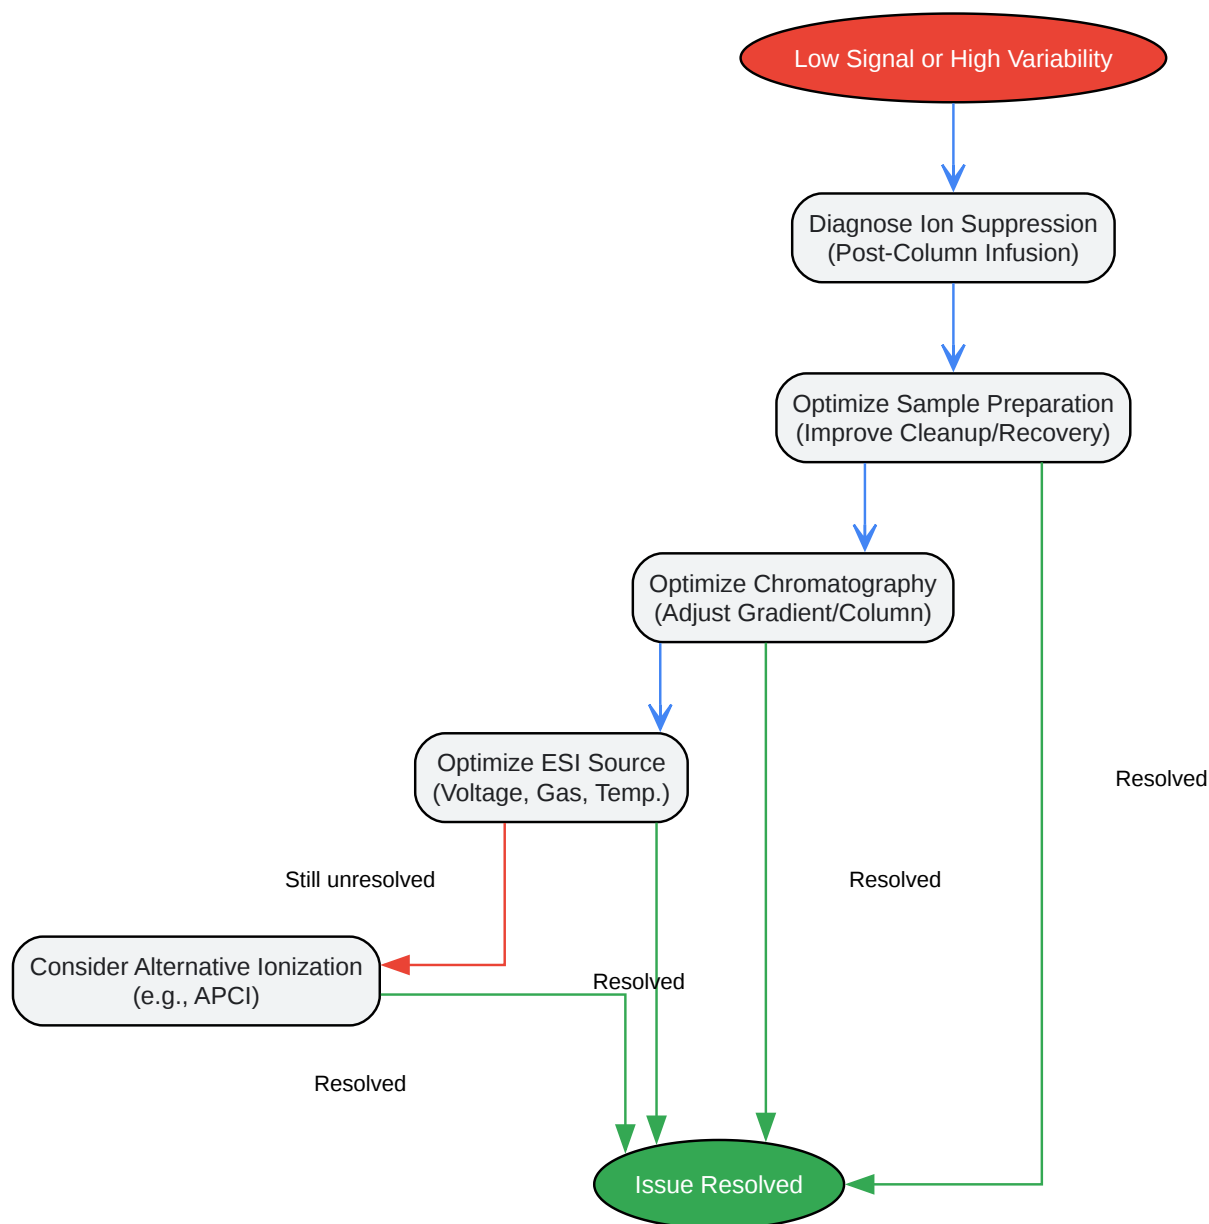 Low Signal or High Variability
Diagnose Ion Suppression
(Post-Column Infusion)
Optimize Sample Preparation
(Improve Cleanup/Recovery)
Optimize Chromatography
(Adjust Gradient/Column)
Optimize ESI Source
(Voltage, Gas, Temp.)
Resolved
Still unresolved
Resolved
Consider Alternative Ionization
(e.g., APCI)
Resolved
Resolved
Issue Resolved